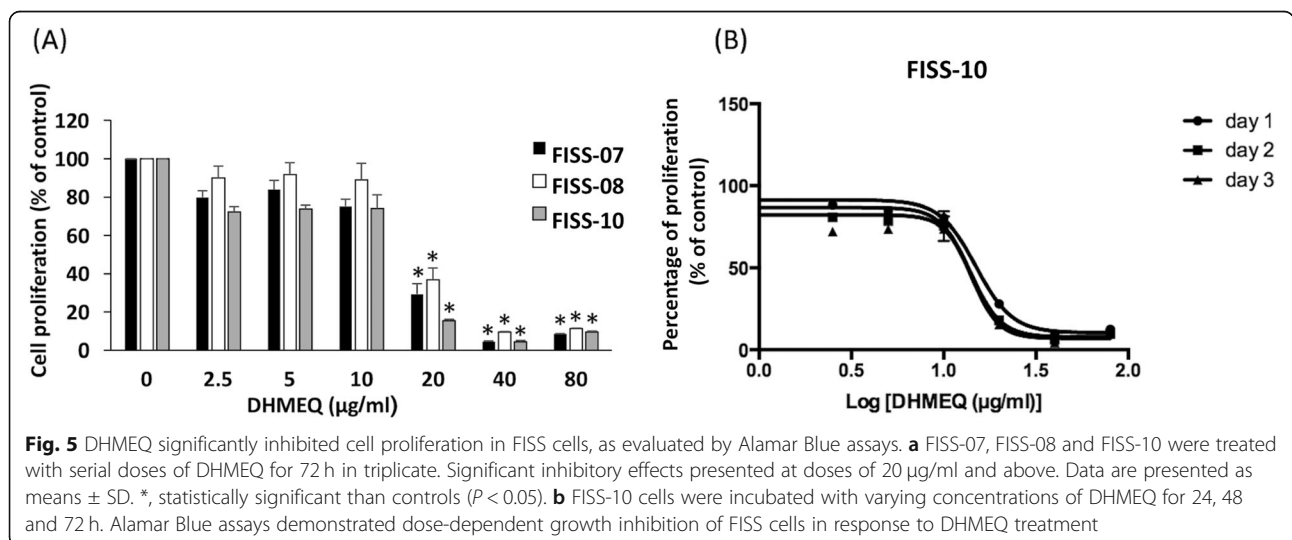 (A)
Cell proliferation (% of control)
120
100
80
60
40
20
0
FISS-07
FISS-08
FISS-10
* * *
* * *
* * *
0 2.5 5 10 20 40 80
DHMEQ (µg/ml)
(B)
FISS-10
Percentage of proliferation
(% of control)
150
100
50
0
day 1
day 2
day 3
0.0 0.5 1.0 1.5 2.0
Log [DHMEQ (µg/ml)]
Fig. 5 DHMEQ significantly inhibited cell proliferation in FISS cells, as evaluated by Alamar Blue assays. a FISS-07, FISS-08 and FISS-10 were treated
with serial doses of DHMEQ for 72 h in triplicate. Significant inhibitory effects presented at doses of 20 µg/ml and above. Data are presented as
means ± SD. *, statistically significant than controls (P < 0.05). b FISS-10 cells were incubated with varying concentrations of DHMEQ for 24, 48
and 72 h. Alamar Blue assays demonstrated dose-dependent growth inhibition of FISS cells in response to DHMEQ treatment